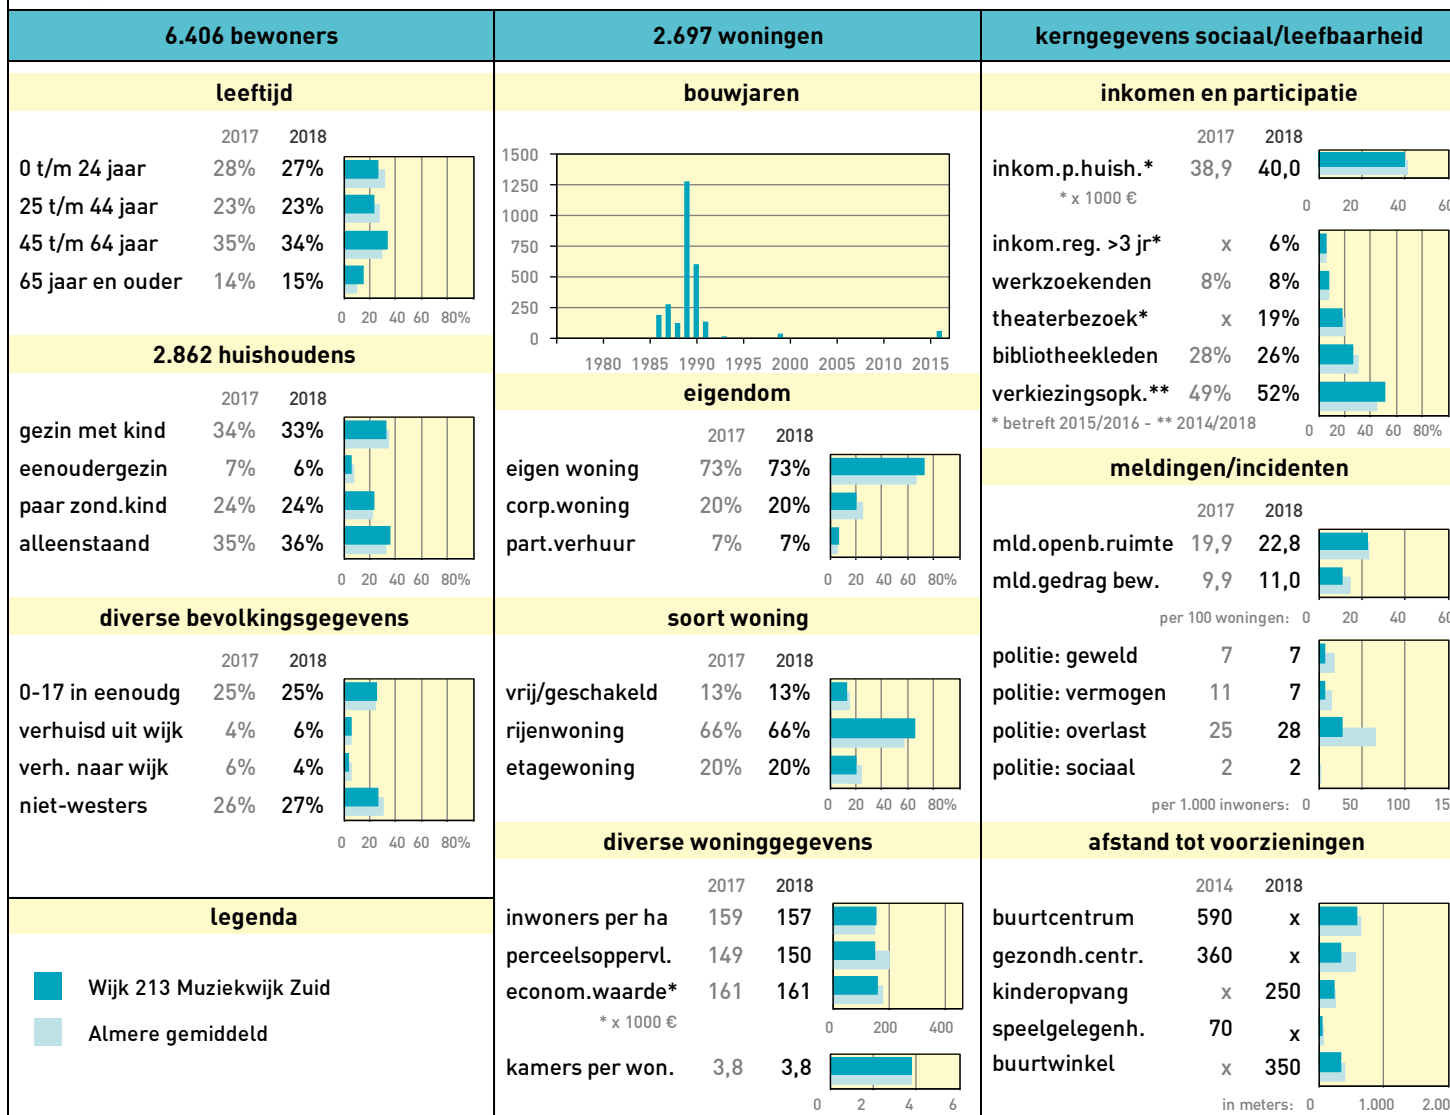 6.406 bewoners
leeftijd
2017 2018
0 t/m 24 jaar 28% 27%
25 t/m 44 jaar 23% 23%
45 t/m 64 jaar 35% 34%
65 jaar en ouder 14% 15%
0 20 40 60 80%
2.862 huishoudens
2017 2018
gezin met kind 34% 33%
eenoudergezin 7% 6%
paar zond.kind 24% 24%
alleenstaand 35% 36%
0 20 40 60 80%
diverse bevolkingsgegevens
2017 2018
0-17 in eenoudg 25% 25%
verhuisd uit wijk 4% 6%
verh. naar wijk 6% 4%
niet-westers 26% 27%
0 20 40 60 80%
legenda
Wijk 213 Muziekwijk Zuid
Almere gemiddeld
2.697 woningen
bouwjaren
1500
1250
1000
750
500
250
0
1980 1985 1990 1995 2000 2005 2010 2015
eigendom
2017 2018
eigen woning 73% 73%
corp.woning 20% 20%
part.verhuur 7% 7%
0 20 40 60 80%
soort woning
2017 2018
vrij/geschakeld 13% 13%
rijenwoning 66% 66%
etagewoning 20% 20%
0 20 40 60 80%
diverse woninggegevens
2017 2018
inwoners per ha 159 157
perceelsoppervl. 149 150
econom.waarde* 161 161
* x 1000 €
0 200 400
kamers per won. 3,8 3,8
0 2 4 6
kerngegevens sociaal/leefbaarheid
inkomen en participatie
2017 2018
inkom.p.huish.* 38,9 40,0
* x 1000 €
0 20 40 60
inkom.reg. >3 jr* x 6%
werkzoekenden 8% 8%
theaterbezoek* x 19%
bibliotheekleden 28% 26%
verkiezingsopk.** 49% 52%
* betreft 2015/2016 - ** 2014/2018
0 20 40 60 80%
meldingen/incidenten
2017 2018
mld.openb.ruimte 19,9 22,8
mld.gedrag bew. 9,9 11,0
per 100 woningen: 0 20 40 60
politie: geweld 7 7
politie: vermogen 11 7
politie: overlast 25 28
politie: sociaal 2 2
per 1.000 inwoners: 0 50 100 15
afstand tot voorzieningen
2014 2018
buurtcentrum 590 x
gezondh.centr. 360 x
kinderopvang x 250
speelgelegenh. 70 x
buurtwinkel x 350
in meters: 0 1.000 2.00